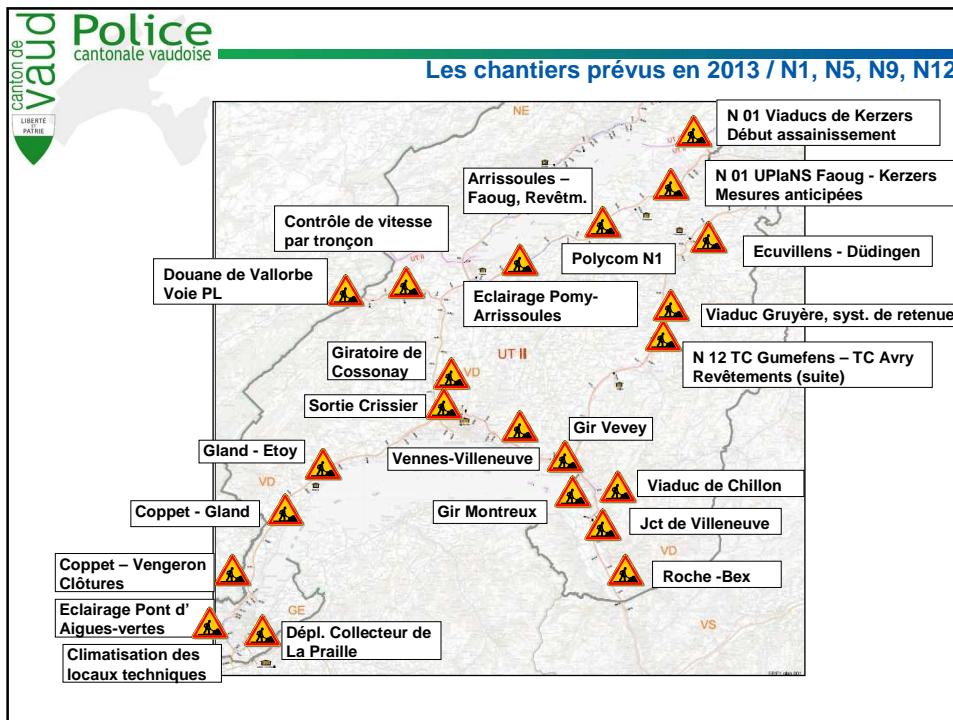 canton de
vaud
LIBERTÉ
ET
PATRIE
Police
cantonale vaudoise
Les chantiers prévus en 2013 / N1, N5, N9, N12
NE
N 01 Viaducs de Kerzers
Début assainissement
Arrissoules –
Faoug, Revêtm.
N 01 UPlaNS Faoug - Kerzers
Mesures anticipées
Contrôle de vitesse
par tronçon
Polycom N1
Ecuvillens - Düdingen
UT II
Douane de Vallorbe
Voie PL
Eclairage Pomy-
Arrissoules
Viaduc Gruyère, syst. de retenue
Giratoire de
Cossonay
UT II
VD
N 12 TC Gumefens – TC Avry
Revêtements (suite)
Sortie Crissier
Gir Vevey
Gland - Etoy
Vennes-Villeneuve
VD
Viaduc de Chillon
Coppet - Gland
Gir Montreux
Jct de Villeneuve
VD
Coppet – Vengeron
Clôtures
Roche -Bex
Eclairage Pont d’
Aigues-vertes
GE
Dépl. Collecteur de
La Praille
VS
Climatisation des
locaux techniques